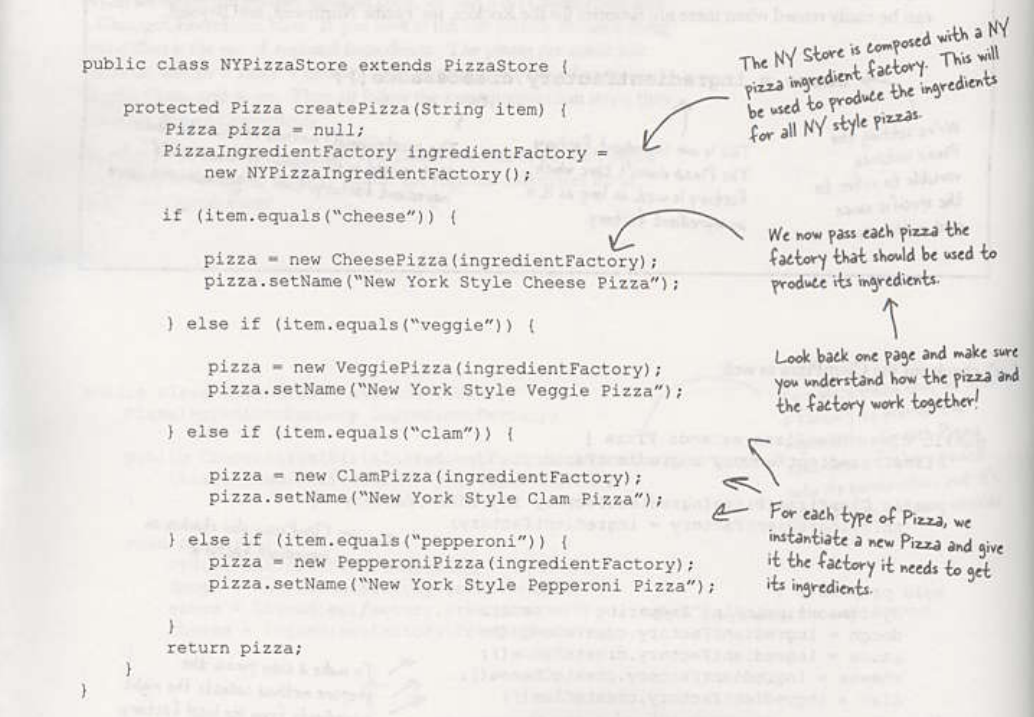 public class NYPizzaStore extends PizzaStore {
protected Pizza createPizza(String item) {
Pizza pizza = null;
PizzaIngredientFactory ingredientFactory =
new NYPizzaIngredientFactory();
if (item.equals(“cheese”)) {
pizza = new CheesePizza(ingredientFactory);
pizza.setName(“New York Style Cheese Pizza”);
} else if (item.equals(“veggie”)) {
pizza = new VeggiePizza(ingredientFactory);
pizza.setName(“New York Style Veggie Pizza”);
} else if (item.equals(“clam”)) {
pizza = new ClamPizza(ingredientFactory);
pizza.setName(“New York Style Clam Pizza”);
} else if (item.equals(“pepperoni”)) {
pizza = new PepperoniPizza(ingredientFactory);
pizza.setName(“New York Style Pepperoni Pizza”);
}
return pizza;
}
}
The NY Store is composed with a NY
pizza ingredient factory. This will
be used to produce the ingredients
for all NY style pizzas.
We now pass each pizza the
factory that should be used to
produce its ingredients.
Look back one page and make sure
you understand how the pizza and
the factory work together!
For each type of Pizza, we
instantiate a new Pizza and give
it the factory it needs to get
its ingredients.